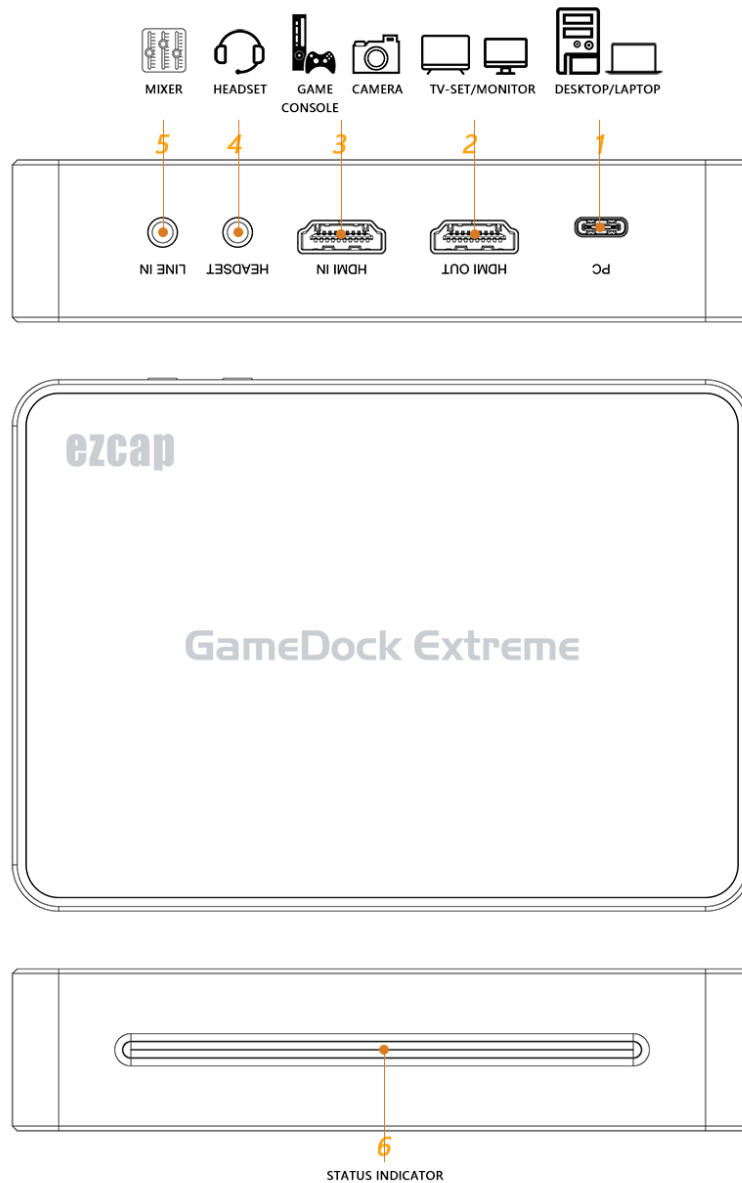 MIXER
HEADSET
GAME
CONSOLE
CAMERA
TV-SET/MONITOR
DESKTOP/LAPTOP
5
4
3
2
1
LINE IN
HEADSET
HDMI IN
HDMI OUT
PC
ezcap
GameDock Extreme
6
STATUS INDICATOR